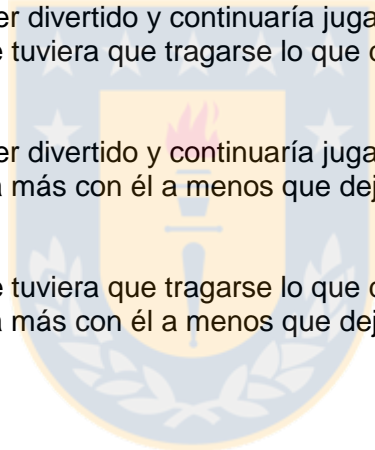 er divertido y continuaría juga
e tuviera que tragarse lo que d
er divertido y continuaría juga
a más con él a menos que dej
e tuviera que tragarse lo que d
a más con él a menos que dej